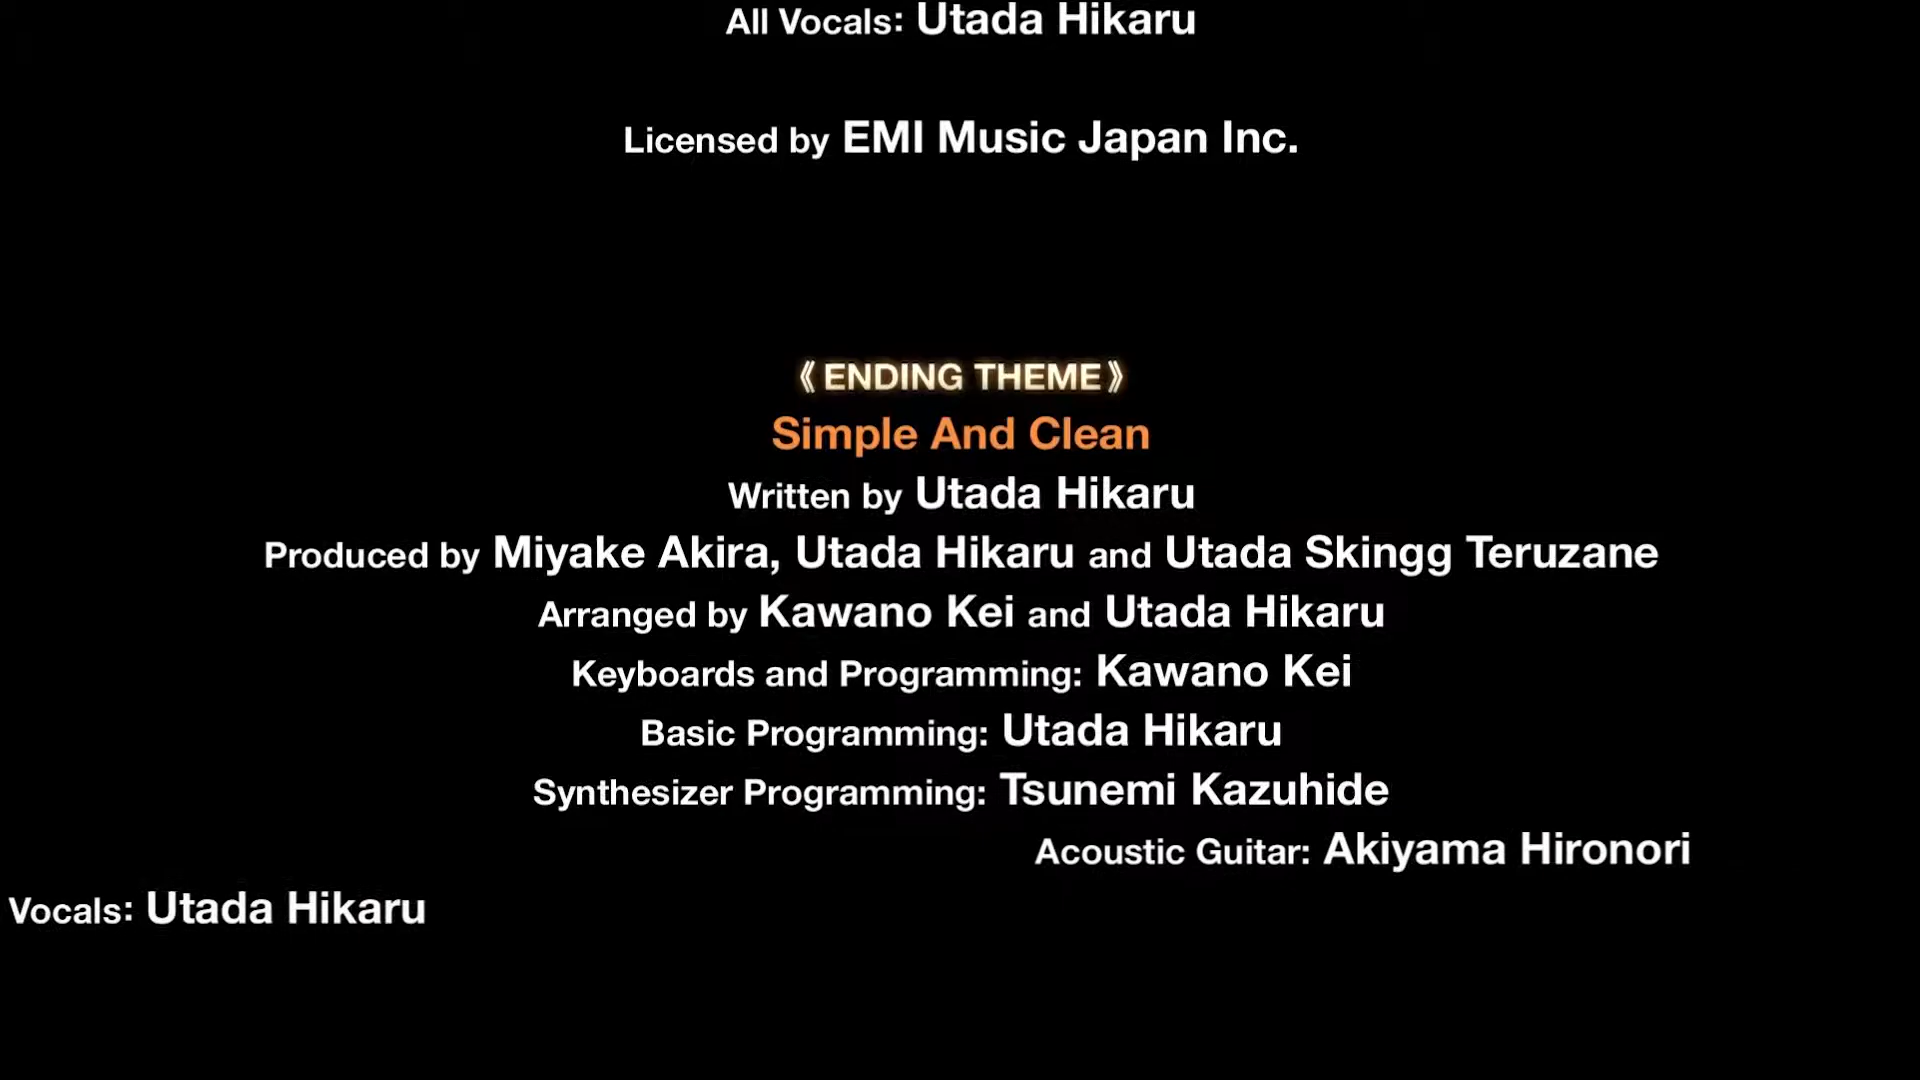 All Vocals: Utada Hikaru
Licensed by EMI Music Japan Inc.
《ENDING THEME》
Simple And Clean
Written by Utada Hikaru
Produced by Miyake Akira, Utada Hikaru and Utada Skingg Teruzane
Arranged by Kawano Kei and Utada Hikaru
Keyboards and Programming: Kawano Kei
Basic Programming: Utada Hikaru
Synthesizer Programming: Tsunemi Kazuhide
Acoustic Guitar: Akiyama Hironori
Vocals: Utada Hikaru